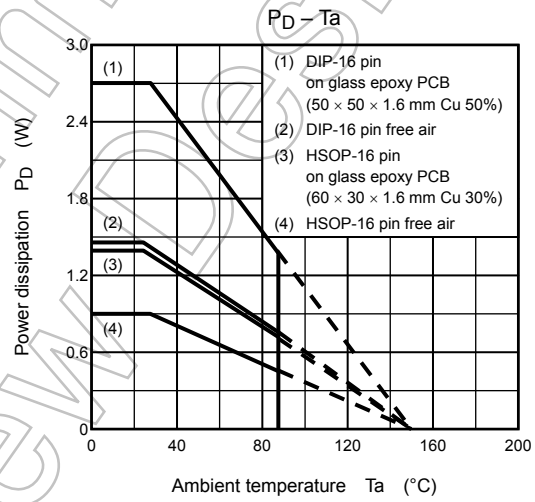 PD – Ta
3.0
2.4
1.8
1.2
0.6
0
Power dissipation PD (W)
(1)
(2)
(3)
(4)
(1) DIP-16 pin
on glass epoxy PCB
(50 × 50 × 1.6 mm Cu 50%)
(2) DIP-16 pin free air
(3) HSOP-16 pin
on glass epoxy PCB
(60 × 30 × 1.6 mm Cu 30%)
(4) HSOP-16 pin free air
0 40 80 120 160 200
Ambient temperature Ta (°C)